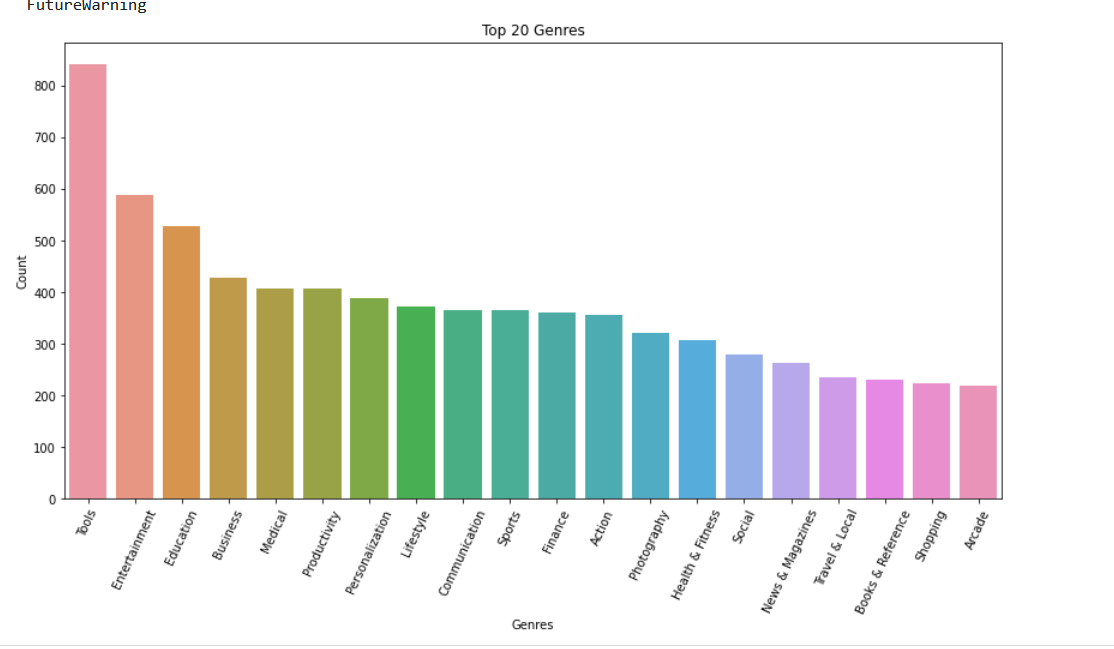 FutureWarning
Top 20 Genres
800
700
600
500
400
300
200
100
0
Count
Tools
Entertainment
Education
Business
Medical
Productivity
Personalization
Lifestyle
Communication
Sports
Finance
Action
Photography
Health & Fitness
Social
News & Magazines
Travel & Local
Books & Reference
Shopping
Arcade
Genres